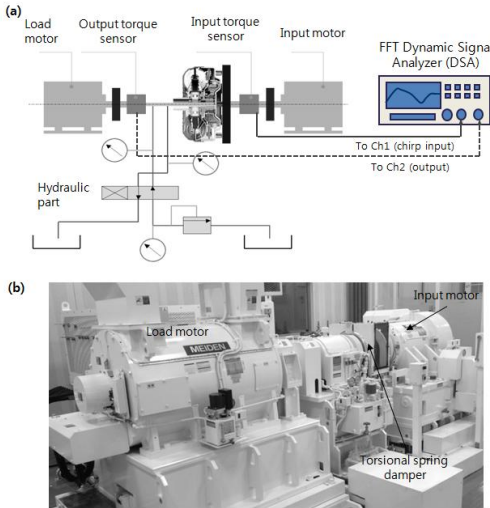 (a)
Load
motor
Output torque
sensor
Input torque
sensor
Input motor
FFT Dynamic Signal
Analyzer (DSA)
To Ch1 (chirp input)
To Ch2 (output)
Hydraulic
part
(b)
Input motor
Load motor
MEIDEN
Torsional spring
damper